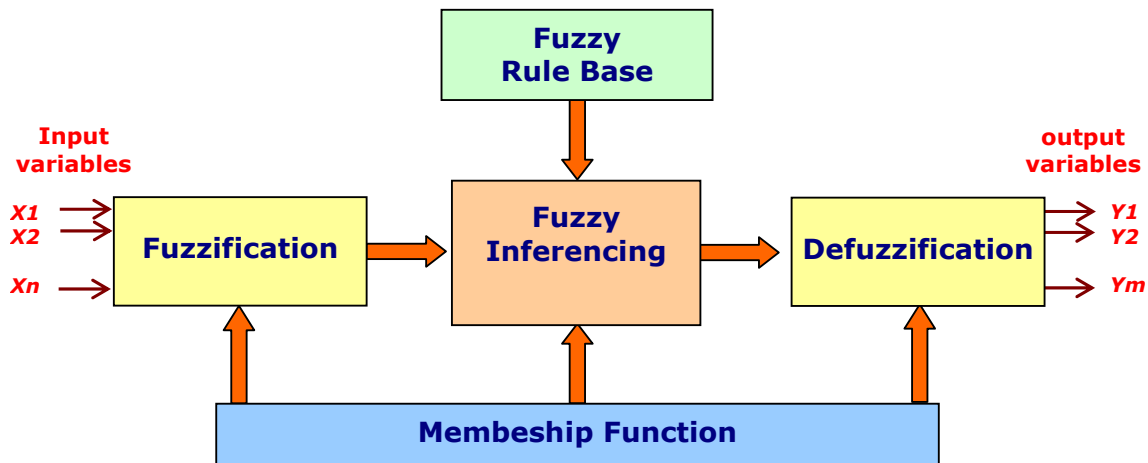 Fuzzy
Rule Base
Input
variables
output
variables
X1
X2
Xn
Fuzzification
Fuzzy
Inferencing
Defuzzification
Y1
Y2
Ym
Membeship Function